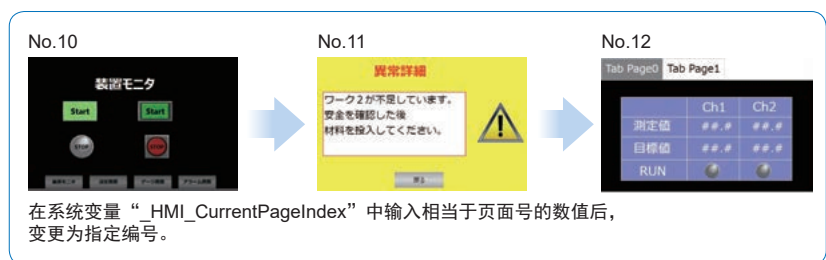 No.10
No.11
No.12
装置モニタ
Start
Start
STOP
STOP
異常詳細
ワーク2が不足しています。
安全を確認した後
材料を投入してください。
戻る
Tab Page0 Tab Page1
Ch1 Ch2
測定値 ##.# ##.#
目標値 ##.# ##.#
RUN
在系统变量“_HMI_CurrentPageIndex”中输入相当于页面号的数值后，
变更为指定编号。